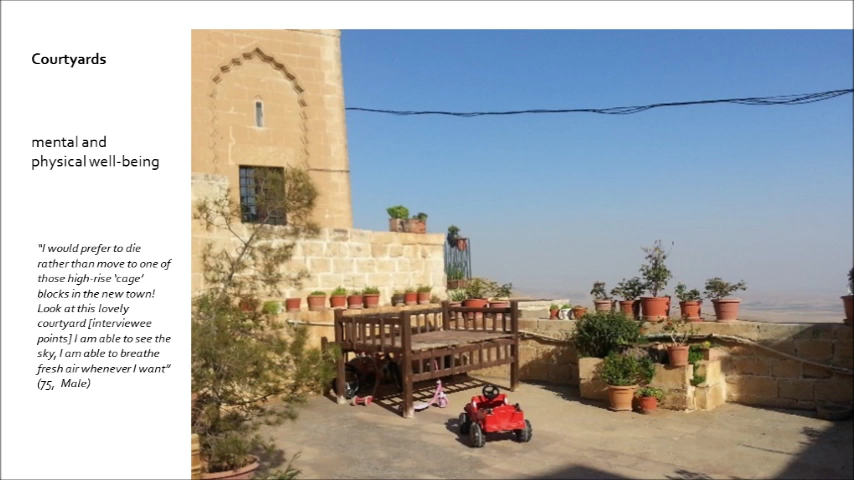 Courtyards
mental and
physical well-being
"I would prefer to die
rather than move to one of
those high-rise 'cage'
blocks in the new town!
Look at this lovely
courtyard [interviewee
points] I am able to see the
sky, I am able to breathe
fresh air whenever I want"
(75, Male)